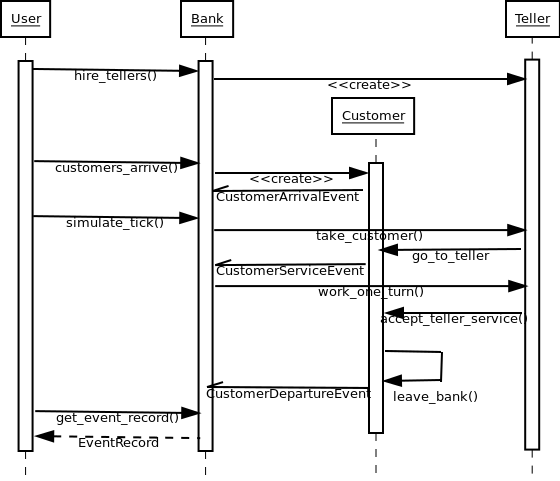 User
Bank
Teller
hire_tellers()
<<create>>
Customer
customers_arrive()
<<create>>
CustomerArrivalEvent
simulate_tick()
take_customer()
go_to_teller
CustomerServiceEvent
work_one_turn()
accept_teller_service()
CustomerDepartureEvent
leave_bank()
get_event_record()
EventRecord